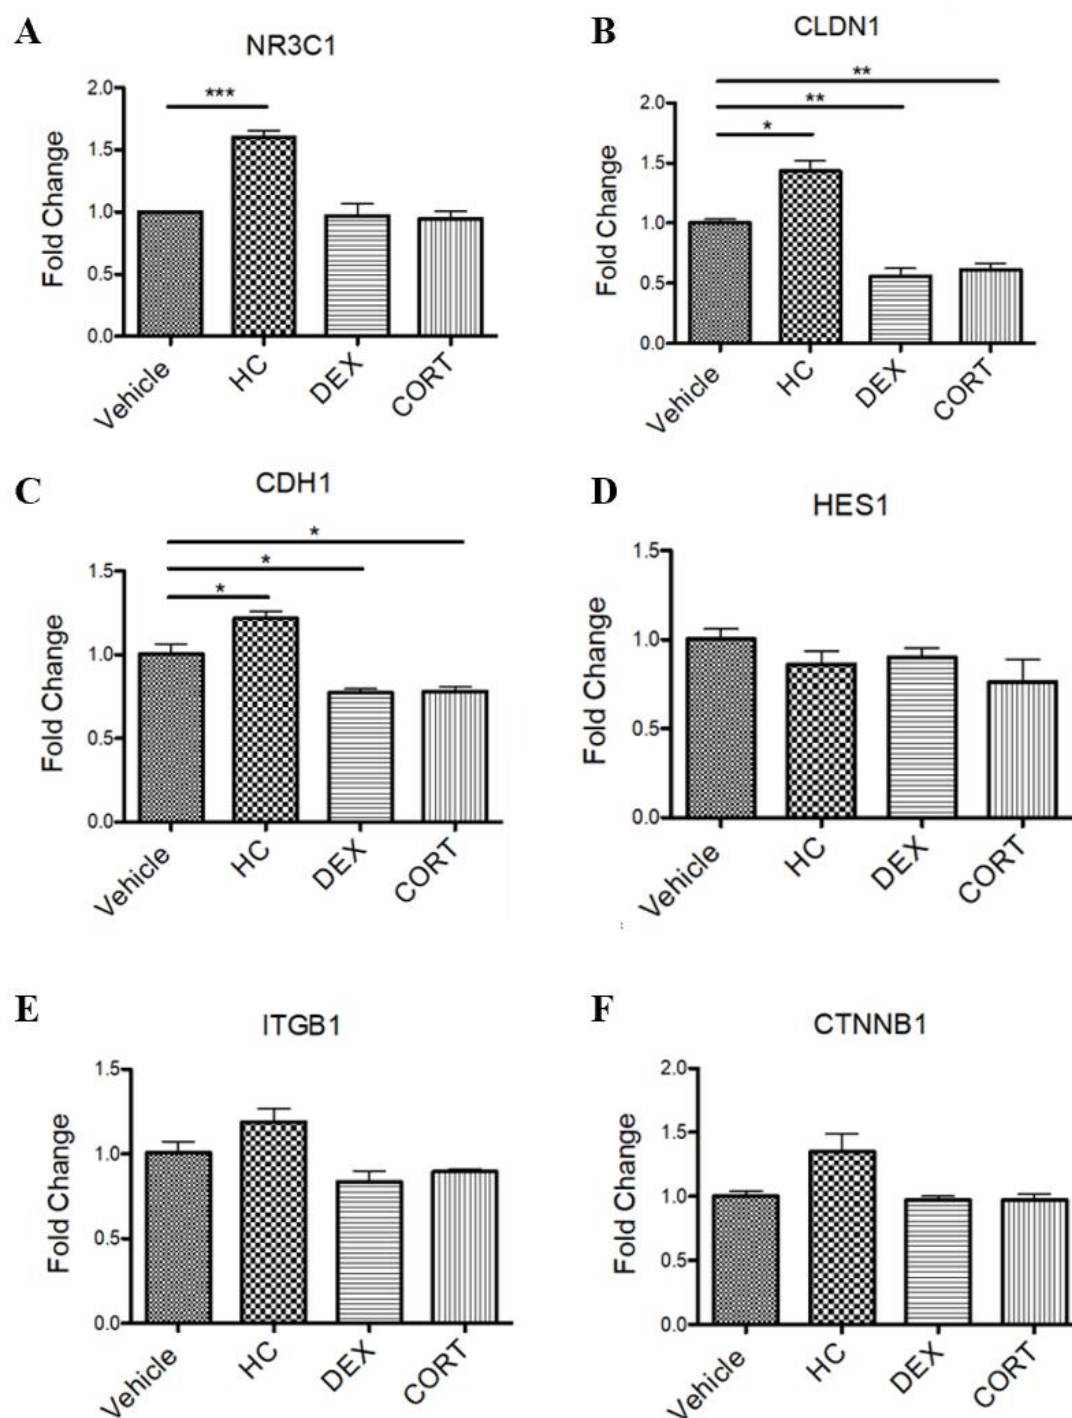 A
NR3C1
Fold Change
2.0
1.5
1.0
0.5
0.0
***
Vehicle
HC
DEX
CORT
B
CLDN1
Fold Change
2.0
1.5
1.0
0.5
0.0
**
**
*
Vehicle
HC
DEX
CORT
C
CDH1
Fold Change
1.5
1.0
0.5
0.0
*
*
*
Vehicle
HC
DEX
CORT
D
HES1
Fold Change
1.5
1.0
0.5
0.0
Vehicle
HC
DEX
CORT
E
ITGB1
Fold Change
1.5
1.0
0.5
0.0
Vehicle
HC
DEX
CORT
F
CTNNB1
Fold Change
2.0
1.5
1.0
0.5
0.0
Vehicle
HC
DEX
CORT